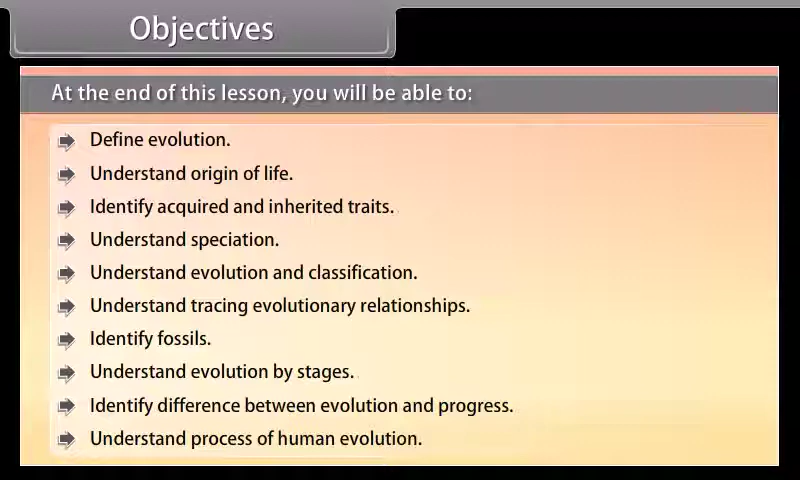 Objectives
At the end of this lesson, you will be able to:
Define evolution.
Understand origin of life.
Identify acquired and inherited traits.
Understand speciation.
Understand evolution and classification.
Understand tracing evolutionary relationships.
Identify fossils.
Understand evolution by stages.
Identify difference between evolution and progress.
Understand process of human evolution.